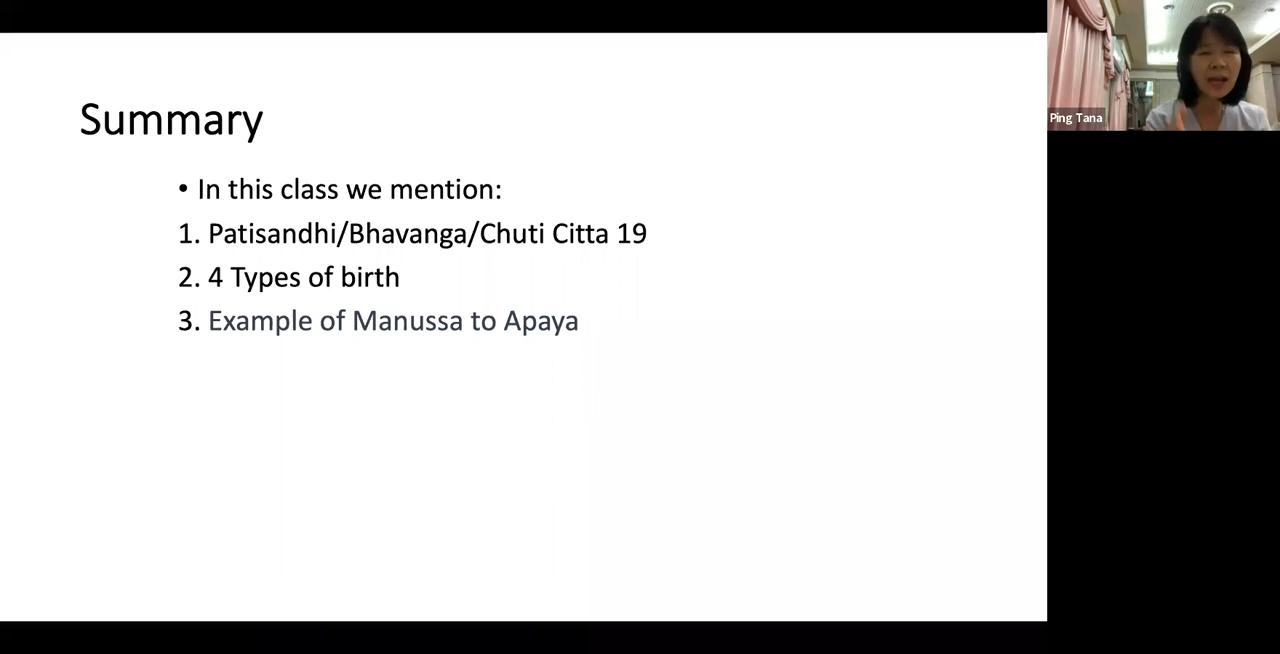 Summary
• In this class we mention:
1. Patisandhi/Bhavanga/Chuti Citta 19
2. 4 Types of birth
3. Example of Manussa to Apaya
Ping Tana